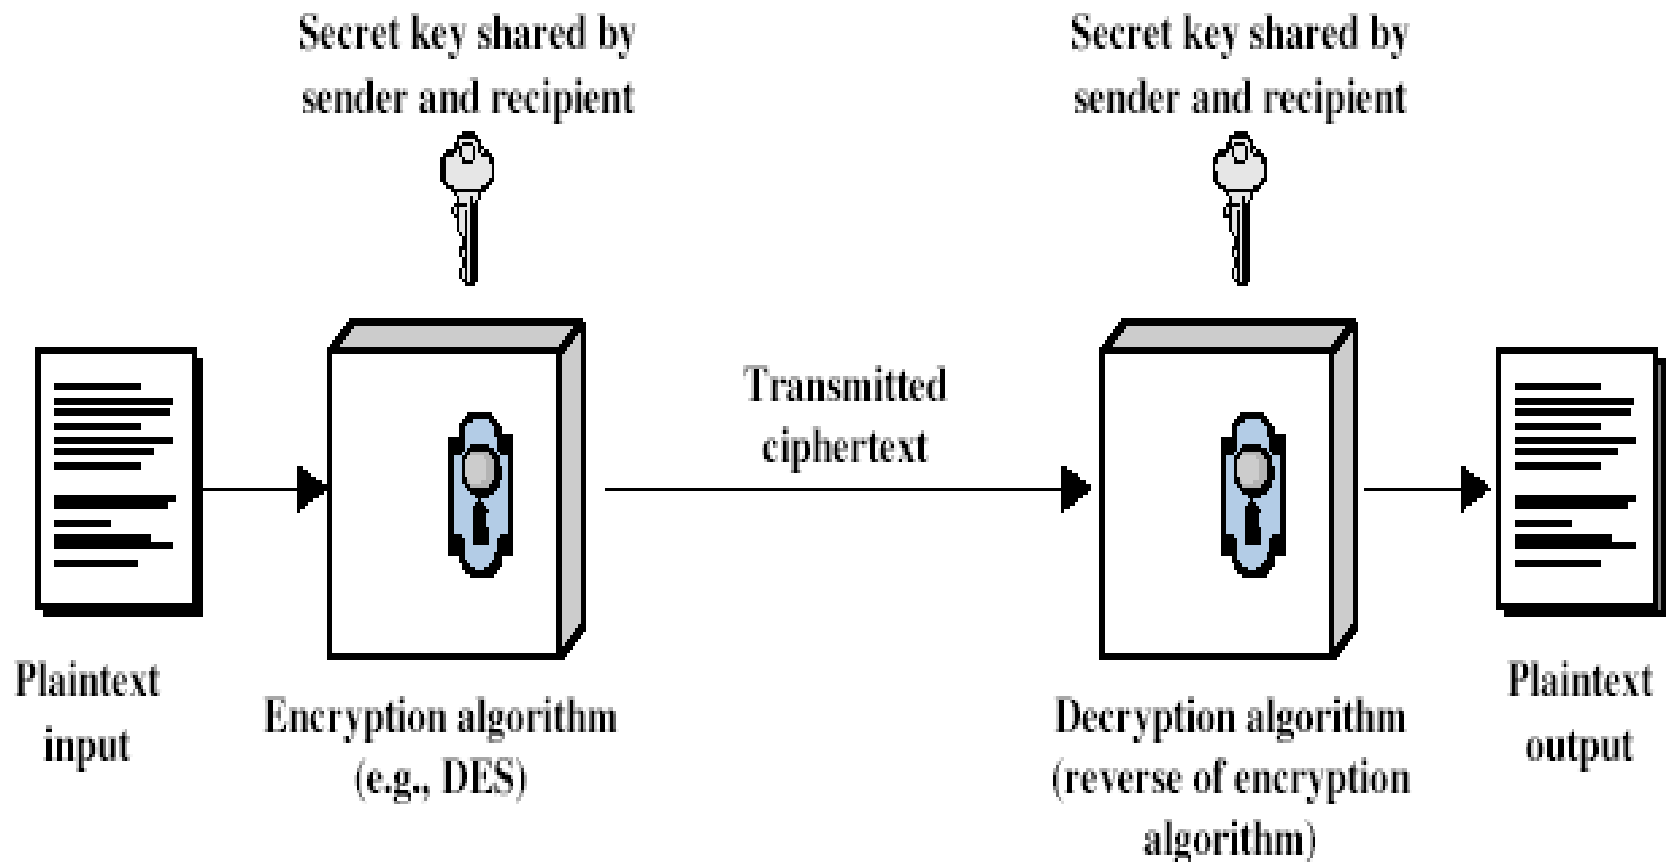 Secret key shared by
sender and recipient
Secret key shared by
sender and recipient
Transmitted
ciphertext
Plaintext
input
Encryption algorithm
(e.g., DES)
Decryption algorithm
(reverse of encryption
algorithm)
Plaintext
output